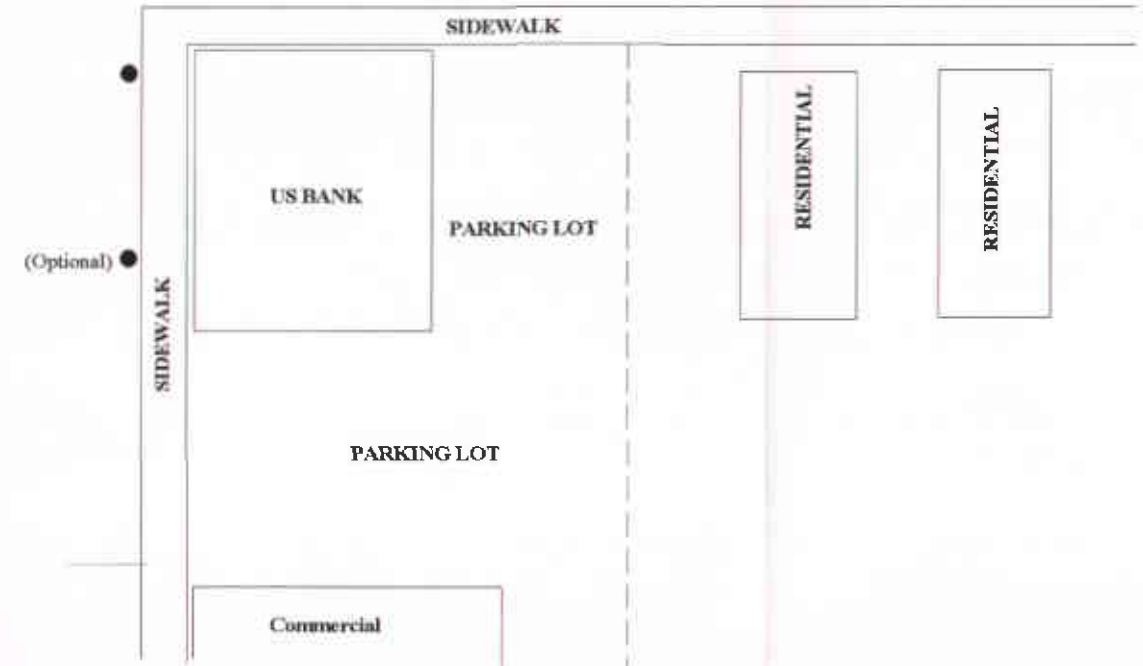 SIDEWALK
US BANK
PARKING LOT
RESIDENTIAL
RESIDENTIAL
(Optional)
SIDEWALK
PARKING LOT
Commercial